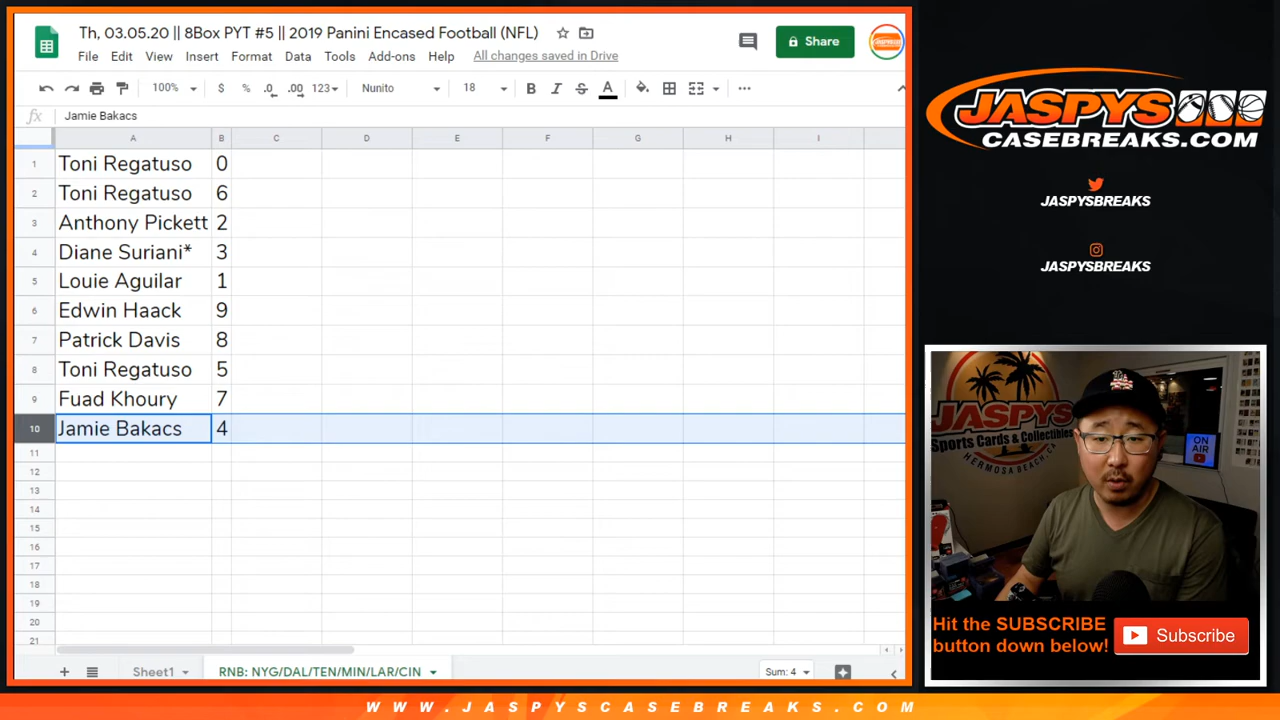 Th, 03.05.20 || 8Box PYT #5 || 2019 Panini Encased Football (NFL)
File Edit View Insert Format Data Tools Add-ons Help All changes saved in Drive
Share
100% $ % .0 .00 123 Nunito 18 B I S A
fx Jamie Bakacs
A B C D E F G H I
1 Toni Regatuso 0
2 Toni Regatuso 6
3 Anthony Pickett 2
4 Diane Suriani* 3
5 Louie Aguilar 1
6 Edwin Haack 9
7 Patrick Davis 8
8 Toni Regatuso 5
9 Fuad Khoury 7
10 Jamie Bakacs 4
11
12
13
14
15
16
17
18
19
20
21
Sheet1 RNB: NYG/DAL/TEN/MIN/LAR/CIN Sum: 4
JASPYS
CASEBREAKS.COM
JASPYSBREAKS
JASPYSBREAKS
JASPYS
Sports Cards & Collectibles
HERMOSA BEACH, CA
ON
AIR
Hit the SUBSCRIBE
button down below!
Subscribe
WWW.JASPYSCASEBREAKS.COM